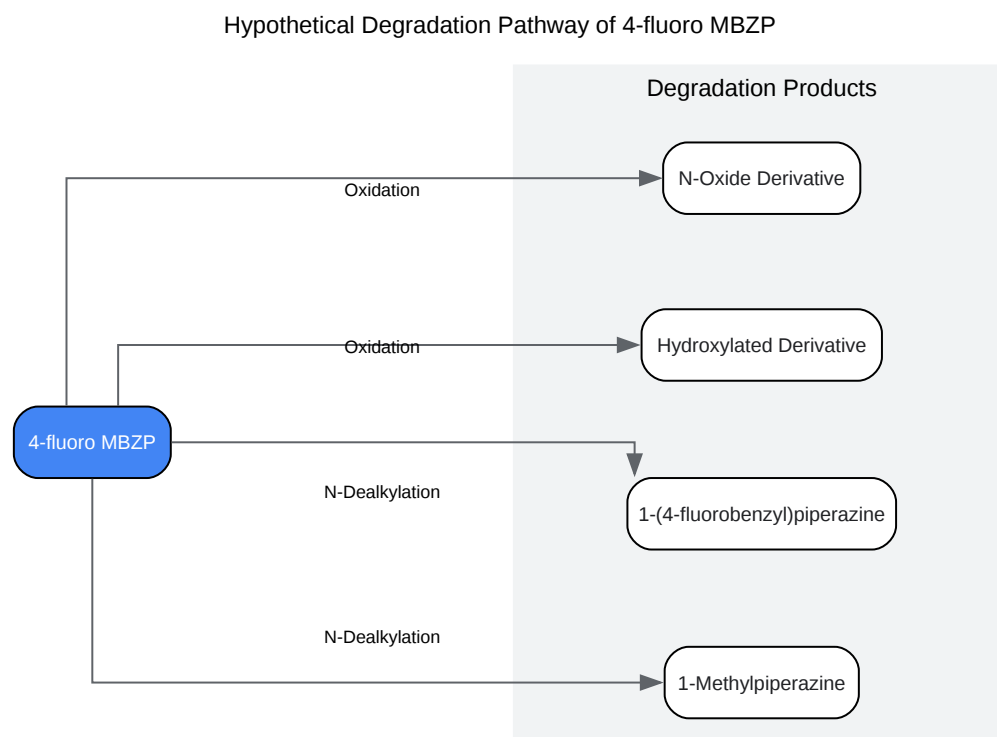 Hypothetical Degradation Pathway of 4-fluoro MBZP
Degradation Products
N-Oxide Derivative
Oxidation
Oxidation
Hydroxylated Derivative
4-fluoro MBZP
N-Dealkylation
1-(4-fluorobenzyl)piperazine
N-Dealkylation
1-Methylpiperazine